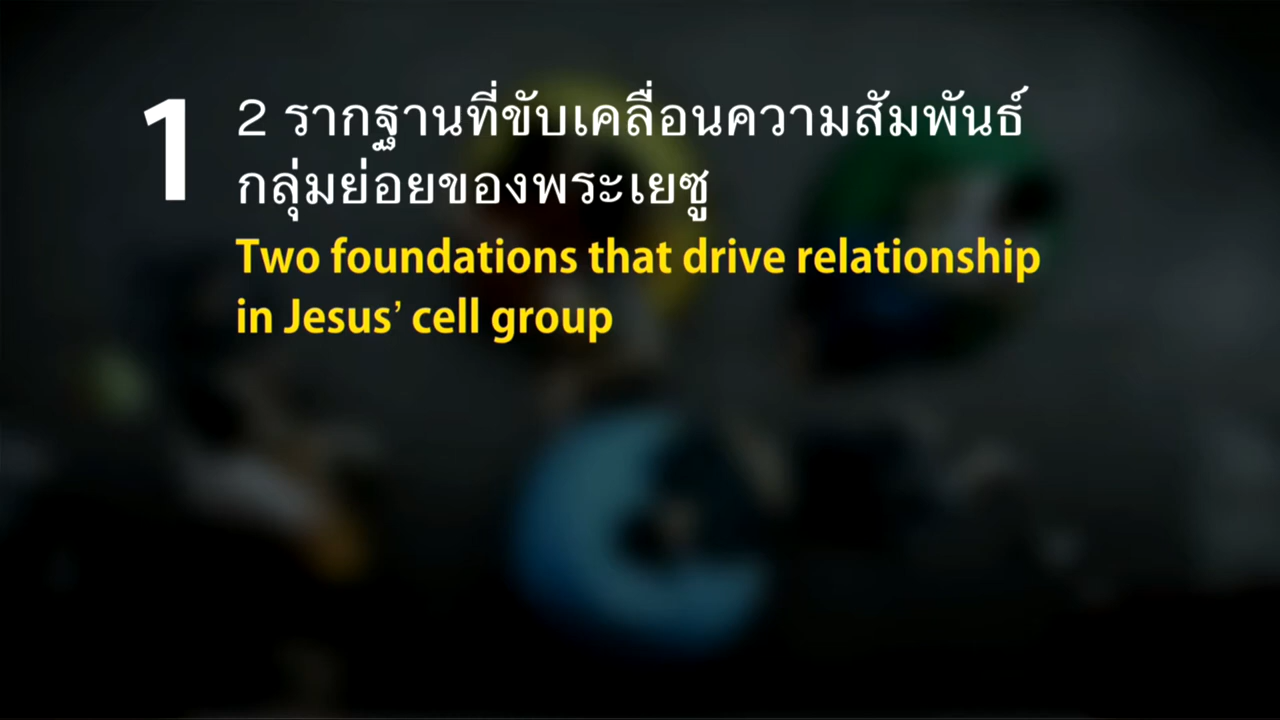 1
2 รากฐานที่ขับเคลื่อนความสัมพันธ์
กลุ่มย่อยของพระเยซู
Two foundations that drive relationship
in Jesus’ cell group